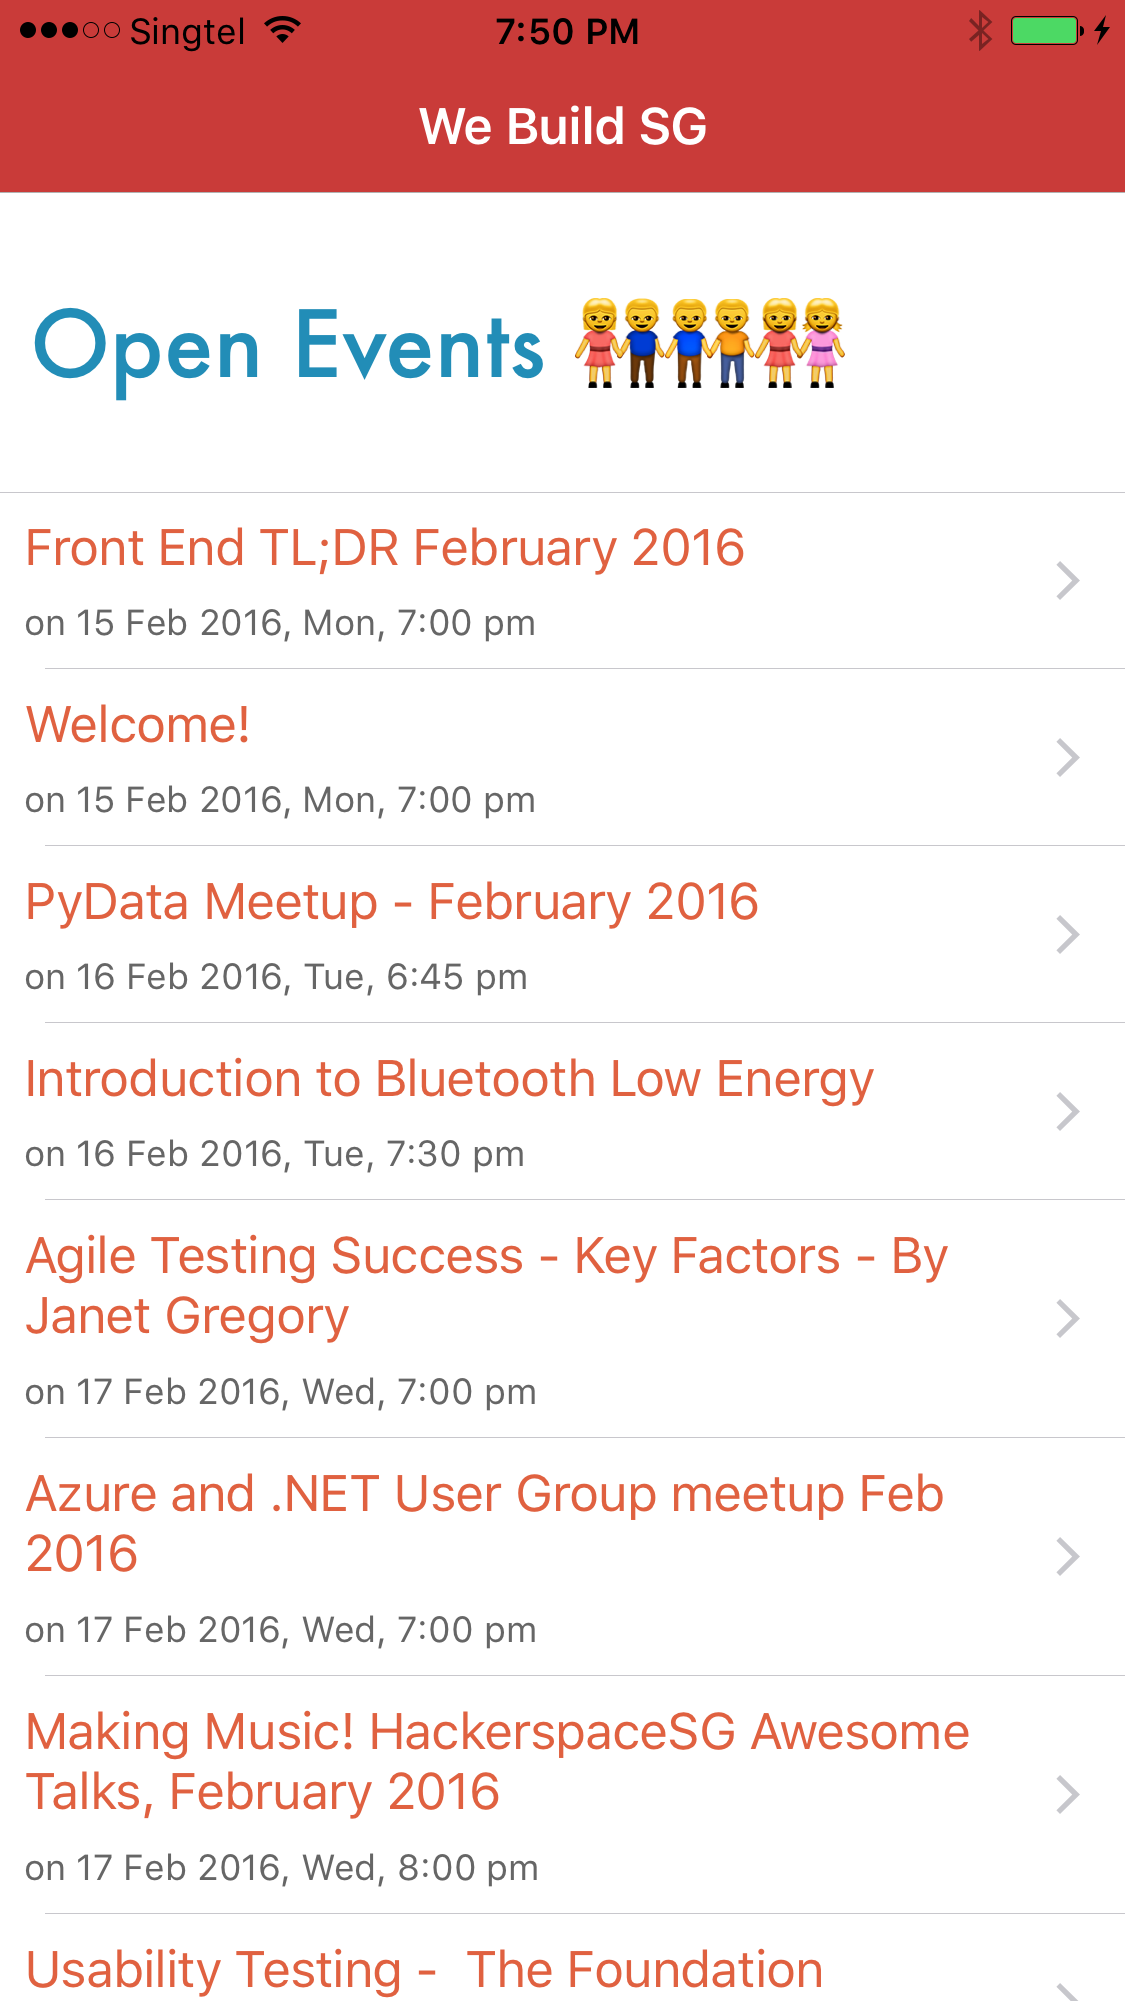 Singtel 7:50 PM
We Build SG
Open Events
Front End TL;DR February 2016
on 15 Feb 2016, Mon, 7:00 pm
Welcome!
on 15 Feb 2016, Mon, 7:00 pm
PyData Meetup - February 2016
on 16 Feb 2016, Tue, 6:45 pm
Introduction to Bluetooth Low Energy
on 16 Feb 2016, Tue, 7:30 pm
Agile Testing Success - Key Factors - By
Janet Gregory
on 17 Feb 2016, Wed, 7:00 pm
Azure and .NET User Group meetup Feb
2016
on 17 Feb 2016, Wed, 7:00 pm
Making Music! HackerspaceSG Awesome
Talks, February 2016
on 17 Feb 2016, Wed, 8:00 pm
Usability Testing -  The Foundation